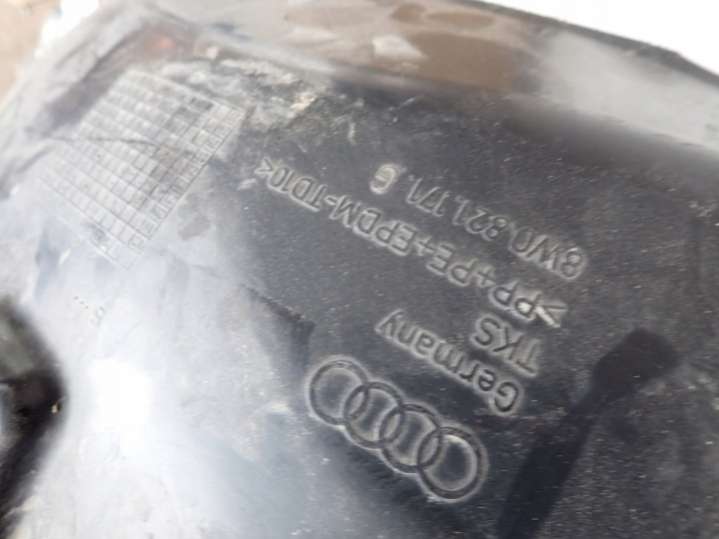 8W0.821.171.G
>PP+PE+EPDM-TD10<
TKS
Germany